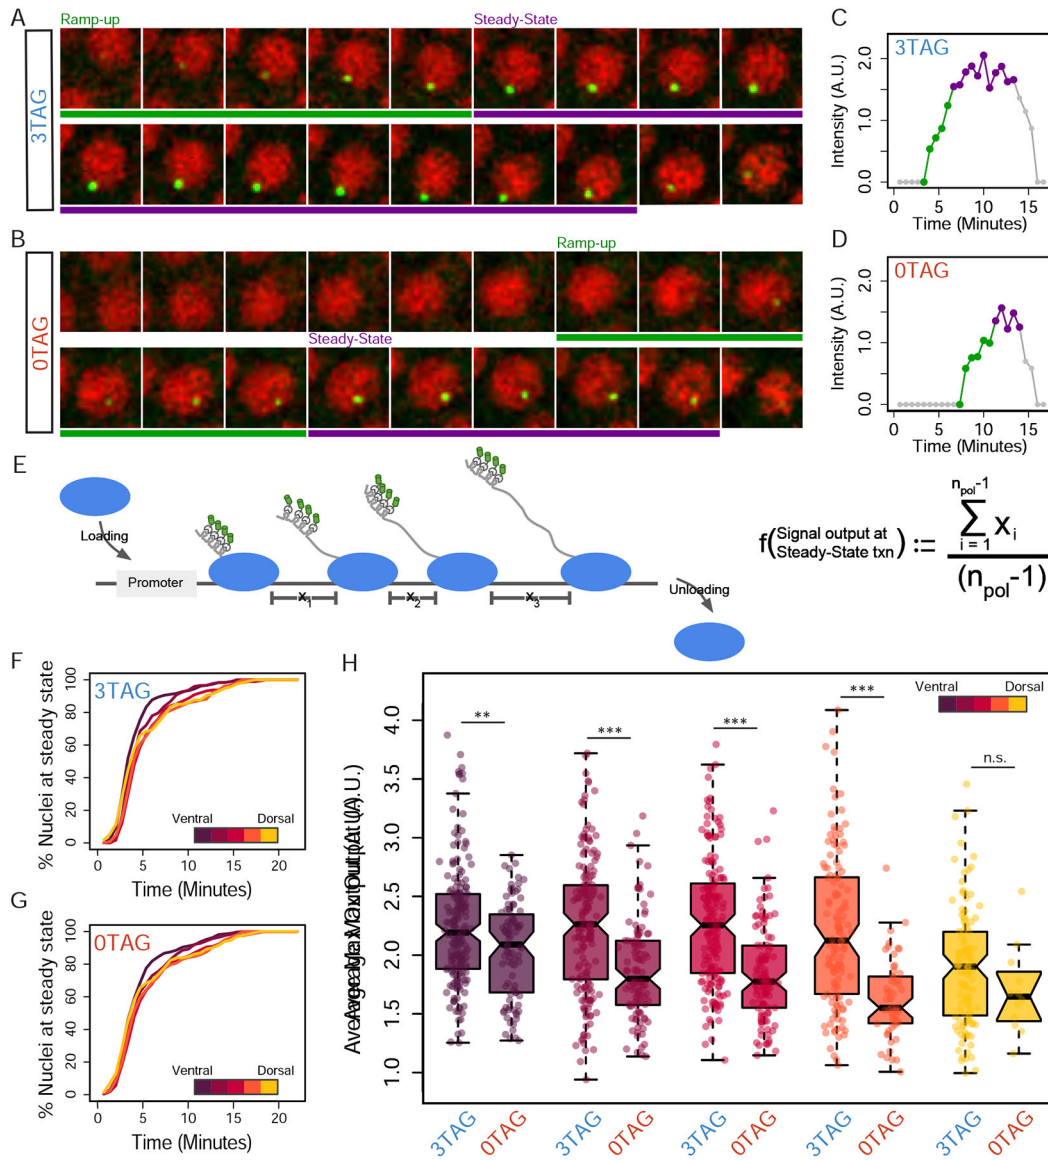 A
Ramp-up
Steady-State
3TAG
B
Ramp-up
Steady-State
0TAG
C
3TAG
Intensity (A.U.)
2.0
1.0
0.0
0 5 10 15
Time (Minutes)
D
0TAG
Intensity (A.U.)
2.0
1.0
0.0
0 5 10 15
Time (Minutes)
E
Loading
Promoter
x1
x2
x3
Unloading
f(Signal output at
Steady-State txn) :=
npol-1
∑ xi
i = 1
(npol-1)
F
3TAG
% Nuclei at steady state
100
80
60
40
20
0
Ventral Dorsal
0 5 10 15 20
Time (Minutes)
G
0TAG
% Nuclei at steady state
100
80
60
40
20
0
Ventral Dorsal
0 5 10 15 20
Time (Minutes)
H
4.0
3.5
3.0
2.5
2.0
1.5
1.0
**
***
***
***
n.s.
Ventral Dorsal
3TAG 0TAG 3TAG 0TAG 3TAG 0TAG 3TAG 0TAG 3TAG 0TAG